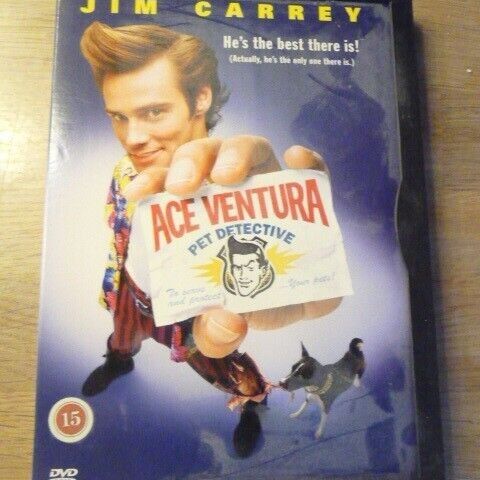 JIM CARREY
He's the best there is!
(Actually, he's the only one there is.)
ACE VENTURA
PET DETECTIVE
To serve
and protect
...Your pets!
15
DVD